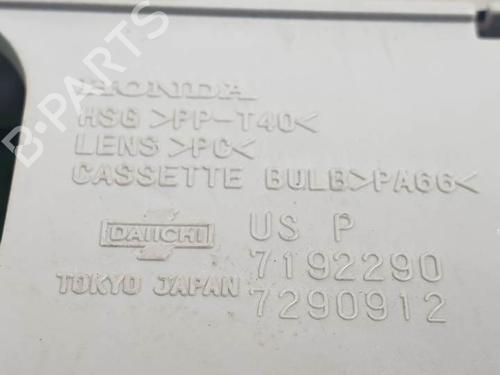 HONDA
HSG >PP-T40<
LENS >PC<
CASSETTE BULB>PA66<
DAIICHI
US P
7192290
TOKYO JAPAN
7290912
B-PARTS